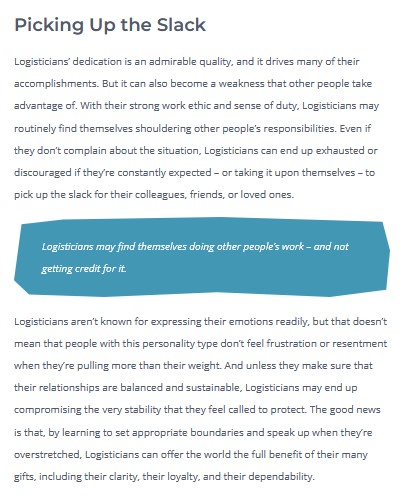 Picking Up the Slack
Logisticians’ dedication is an admirable quality, and it drives many of their
accomplishments. But it can also become a weakness that other people take
advantage of. With their strong work ethic and sense of duty, Logisticians may
routinely find themselves shouldering other people’s responsibilities. Even if
they don’t complain about the situation, Logisticians can end up exhausted or
discouraged if they’re constantly expected – or taking it upon themselves – to
pick up the slack for their colleagues, friends, or loved ones.
Logisticians may find themselves doing other people’s work – and not
getting credit for it.
Logisticians aren’t known for expressing their emotions readily, but that doesn’t
mean that people with this personality type don’t feel frustration or resentment
when they’re pulling more than their weight. And unless they make sure that
their relationships are balanced and sustainable, Logisticians may end up
compromising the very stability that they feel called to protect. The good news
is that, by learning to set appropriate boundaries and speak up when they’re
overstretched, Logisticians can offer the world the full benefit of their many
gifts, including their clarity, their loyalty, and their dependability.